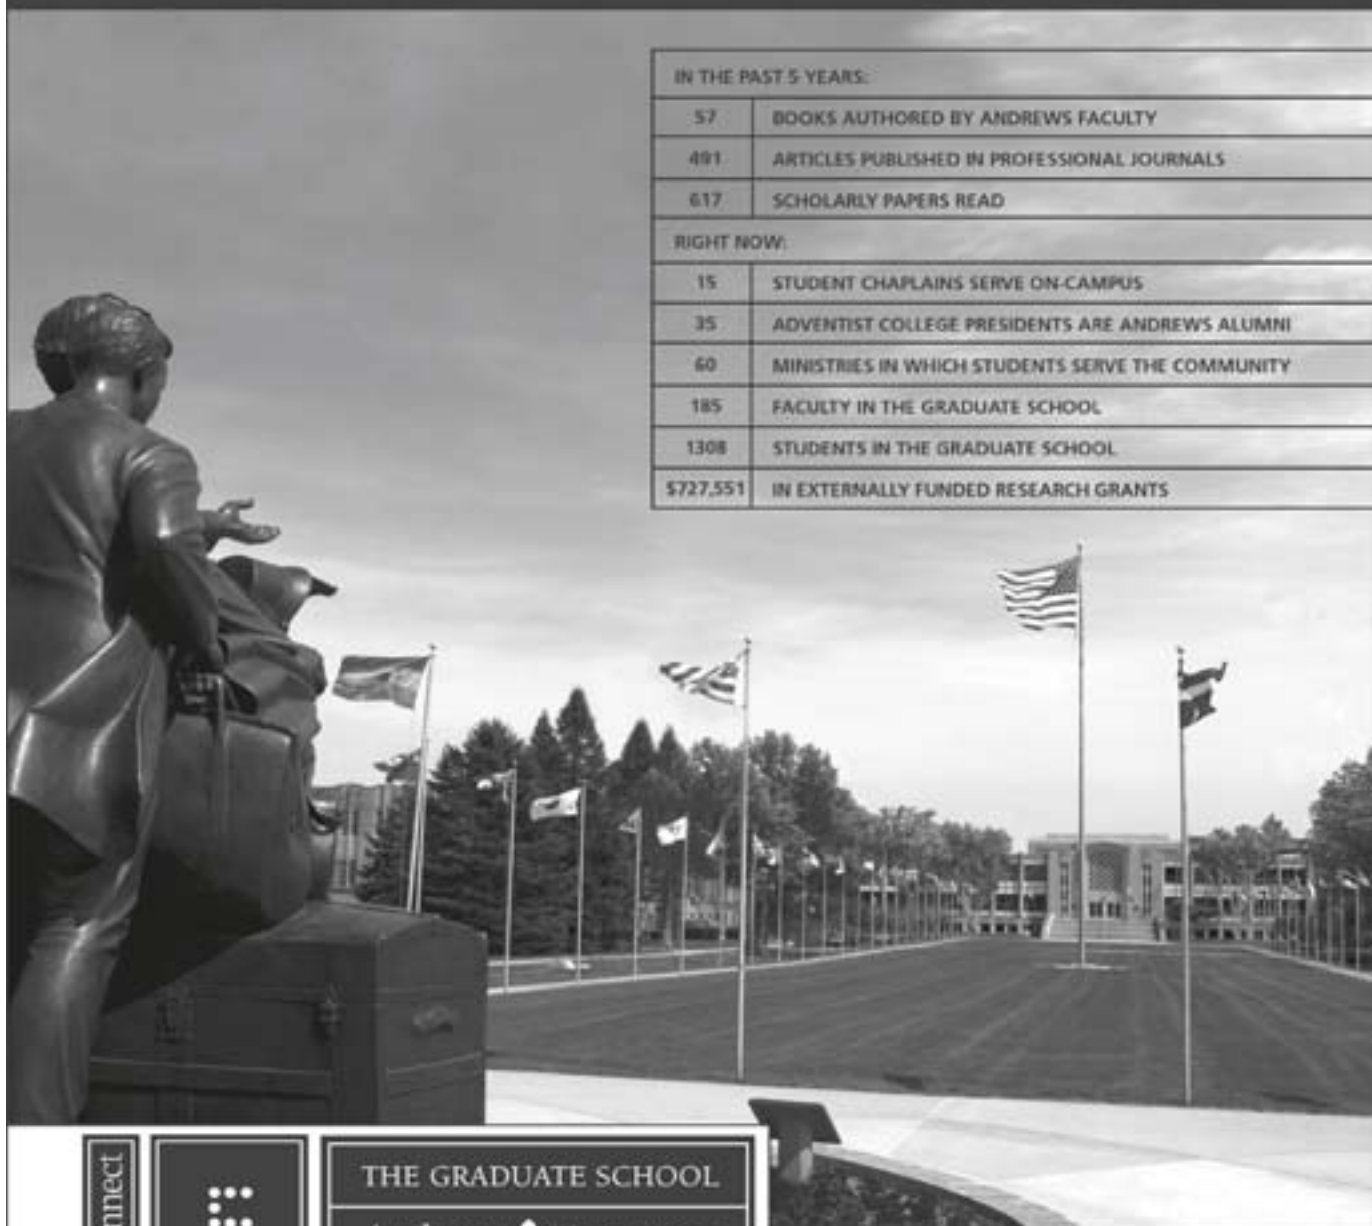 IN THE PAST 5 YEARS:
57 BOOKS AUTHORED BY ANDREWS FACULTY
491 ARTICLES PUBLISHED IN PROFESSIONAL JOURNALS
617 SCHOLARLY PAPERS READ
RIGHT NOW:
15 STUDENT CHAPLAINS SERVE ON-CAMPUS
35 ADVENTIST COLLEGE PRESIDENTS ARE ANDREWS ALUMNI
60 MINISTRIES IN WHICH STUDENTS SERVE THE COMMUNITY
185 FACULTY IN THE GRADUATE SCHOOL
1308 STUDENTS IN THE GRADUATE SCHOOL
$727,551 IN EXTERNALLY FUNDED RESEARCH GRANTS
nnect
THE GRADUATE SCHOOL